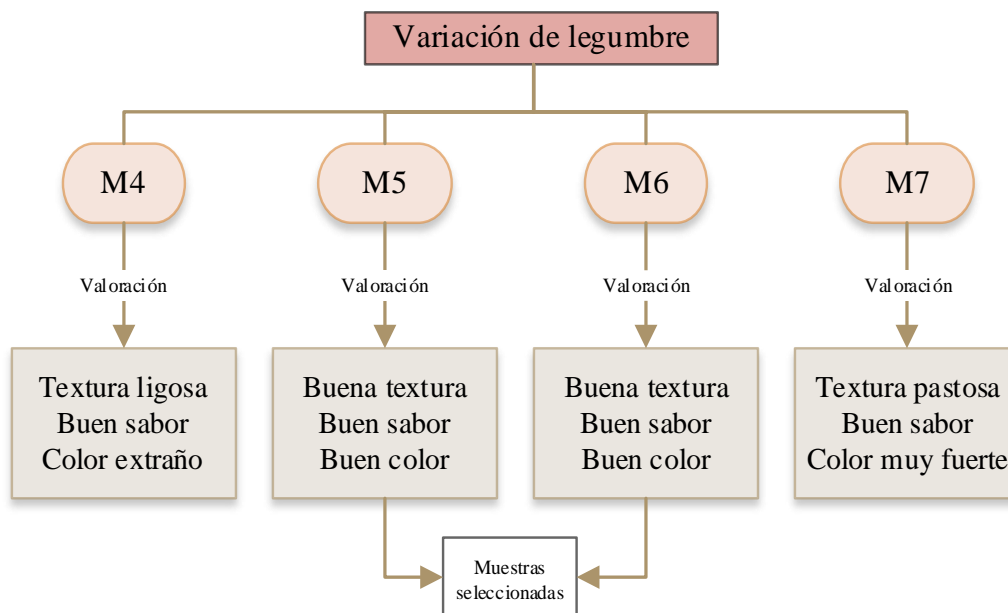 Variación de legumbre
M4
M5
M6
M7
Valoración
Valoración
Valoración
Valoración
Textura ligosa
Buen sabor
Color extraño
Buena textura
Buen sabor
Buen color
Buena textura
Buen sabor
Buen color
Textura pastosa
Buen sabor
Color muy fuerte
Muestras
seleccionadas